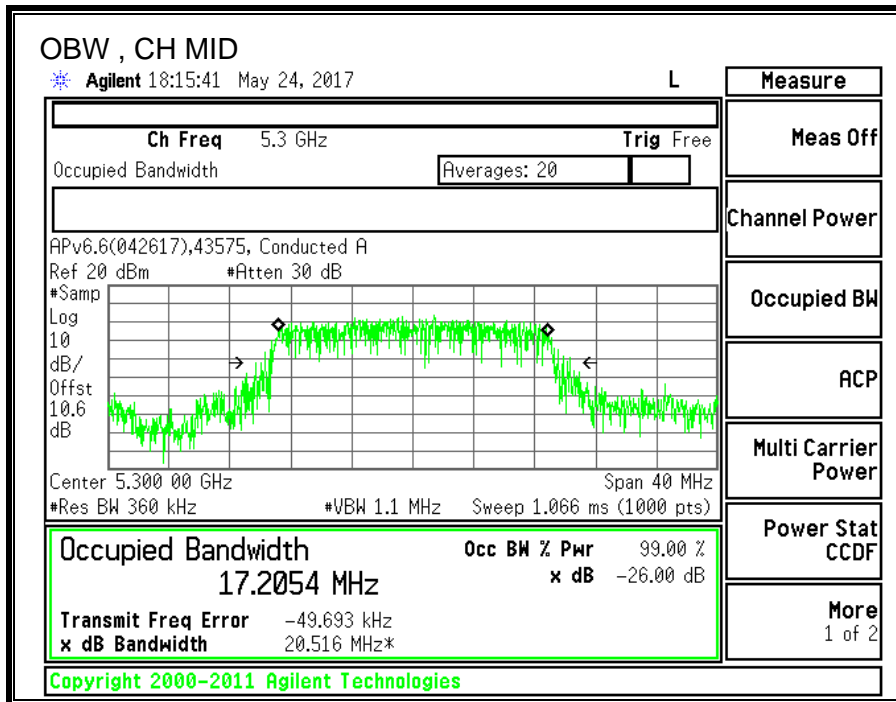 OBW , CH MID
Agilent 18:15:41 May 24, 2017 L
Measure
Ch Freq 5.3 GHz Trig Free
Occupied Bandwidth Averages: 20
APv6.6(042617),43575, Conducted A
Ref 20 dBm #Atten 30 dB
#Samp
Log
10
dB/
Offst
10.6
dB
Center 5.300 00 GHz Span 40 MHz
#Res BW 360 kHz #VBW 1.1 MHz Sweep 1.066 ms (1000 pts)
Occupied Bandwidth Occ BW % Pwr 99.00 %
17.2054 MHz x dB -26.00 dB
Transmit Freq Error -49.693 kHz
x dB Bandwidth 20.516 MHz*
Meas Off
Channel Power
Occupied BW
ACP
Multi Carrier
Power
Power Stat
CCDF
More
1 of 2
Copyright 2000-2011 Agilent Technologies